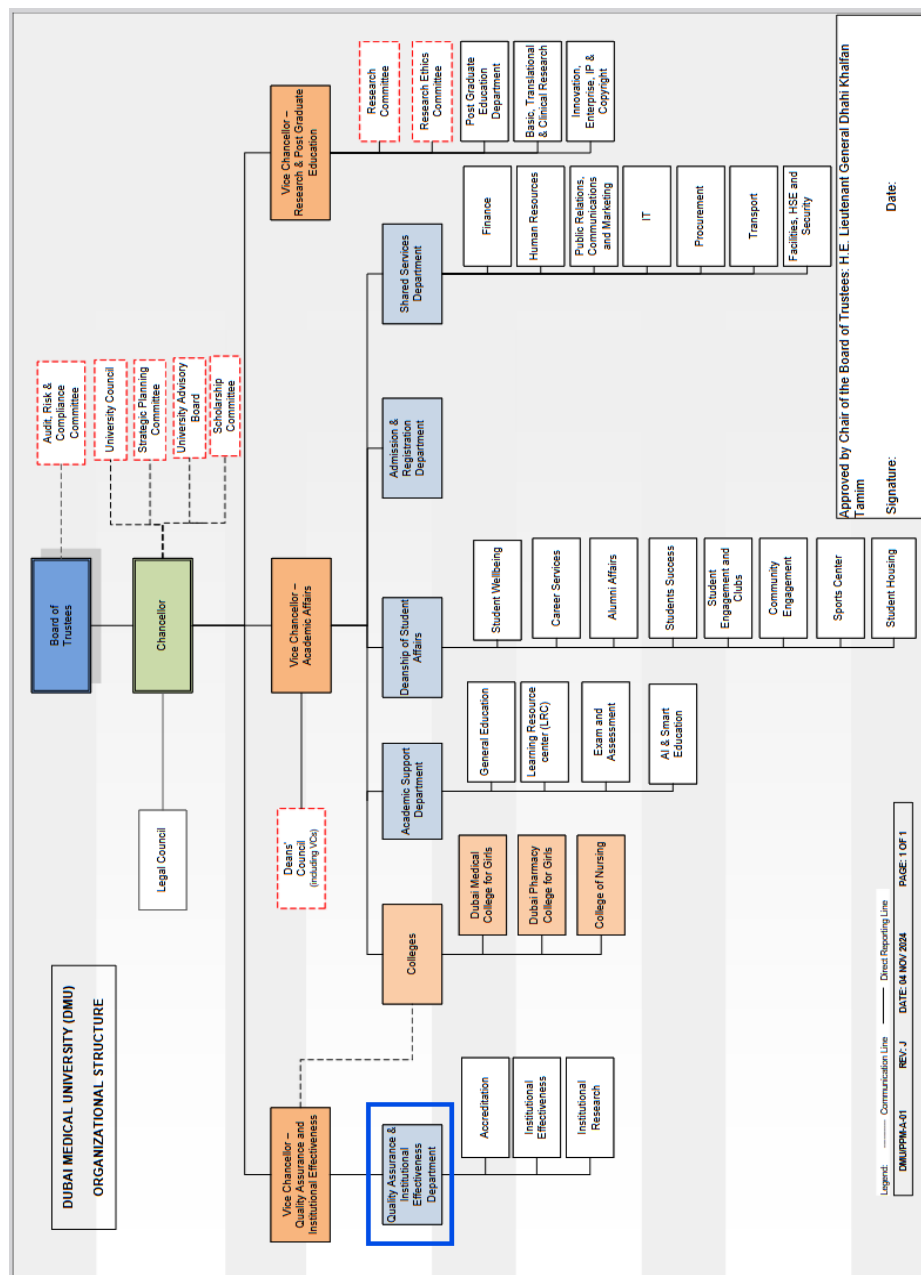 DUBAI MEDICAL UNIVERSITY (DMU)
ORGANIZATIONAL STRUCTURE
Board of
Trustees
Audit, Risk &
Compliance
Committee
Chancellor
University Council
Strategic Planning
Committee
University Advisory
Board
Scholarship
Committee
Legal Council
Vice Chancellor –
Quality Assurance and
Institutional Effectiveness
Deans'
Council
(including VCs)
Vice Chancellor –
Academic Affairs
Vice Chancellor –
Research & Post Graduate
Education
Research
Committee
Research Ethics
Committee
Post Graduate
Education
Department
Basic, Translational
& Clinical Research
Innovation,
Enterprise, IP &
Copyright
Quality Assurance &
Institutional
Effectiveness
Department
Accreditation
Institutional
Effectiveness
Institutional
Research
Colleges
Dubai Medical
College for Girls
Dubai Pharmacy
College for Girls
College of Nursing
Academic Support
Department
General Education
Learning Resource
center (LRC)
Exam and
Assessment
AI & Smart
Education
Deanship of Student
Affairs
Student Wellbeing
Career Services
Alumni Affairs
Students Success
Student
Engagement and
Clubs
Community
Engagement
Sports Center
Student Housing
Admission &
Registration
Department
Shared Services
Department
Finance
Human Resources
Public Relations,
Communications
and Marketing
IT
Procurement
Transport
Facilities, HSE and
Security
Legend: Communication Line Direct Reporting Line
DMU/PPM-A-01 REV: J DATE: 04 NOV 2024 PAGE: 1 OF 1
Approved by Chair of the Board of Trustees: H.E. Lieutenant General Dhahi Khalfan
Tamim
Signature: Date: